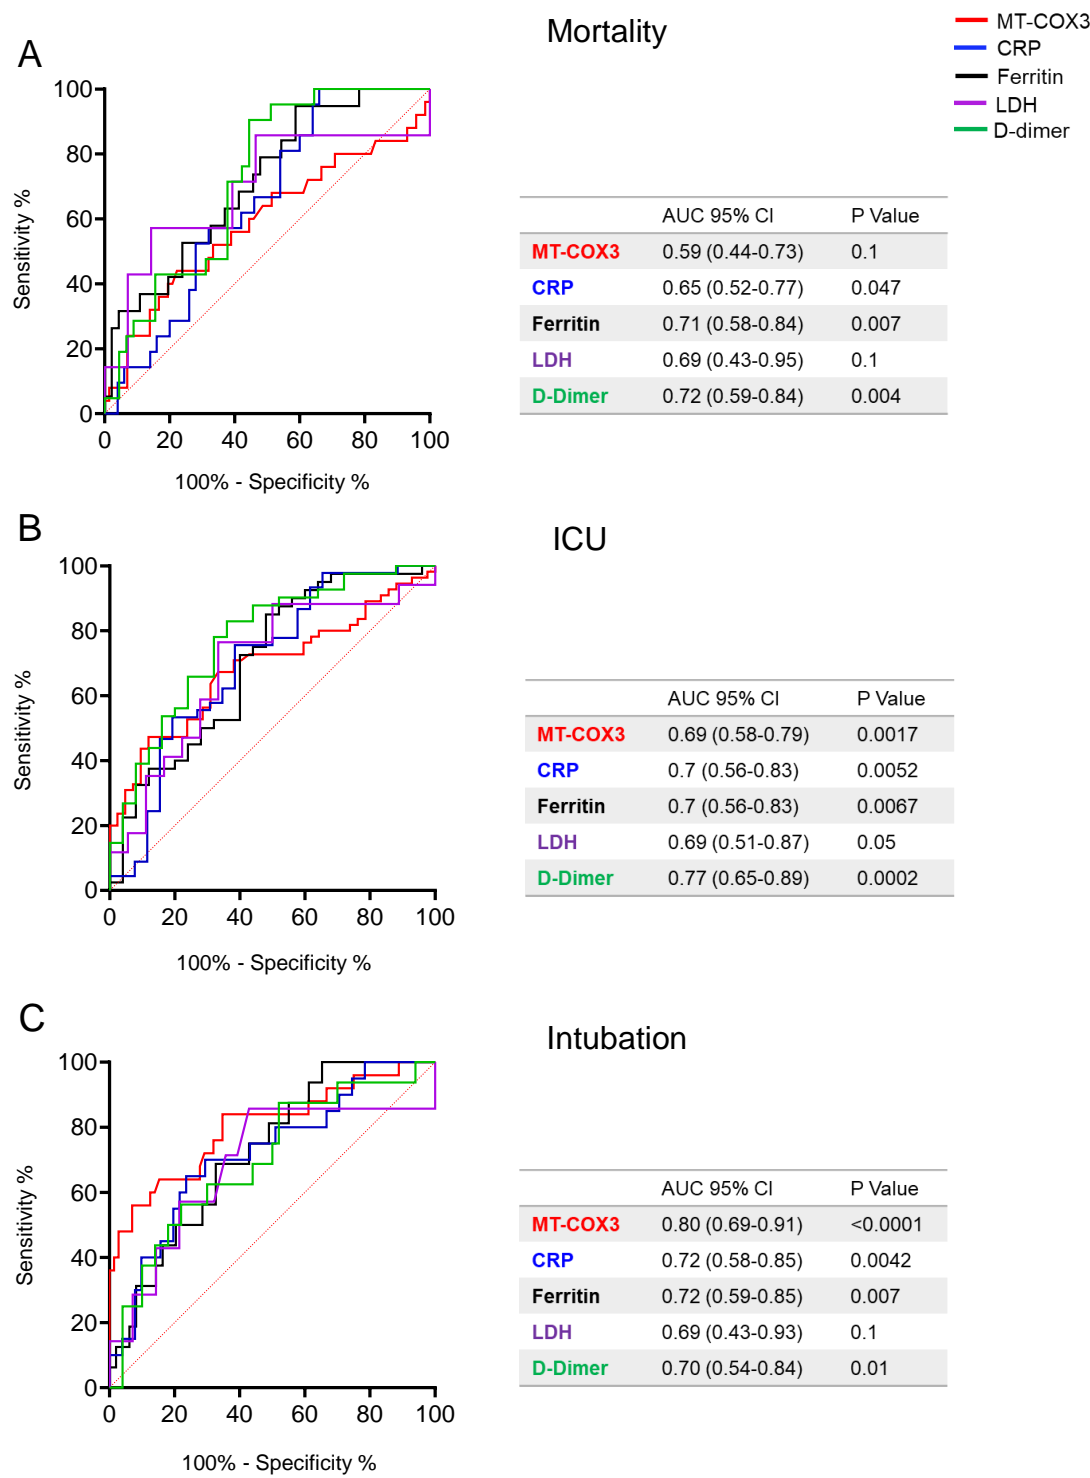 Mortality
MT-COX3
CRP
Ferritin
LDH
D-dimer
A
100
80
60
40
20
0
Sensitivity %
0 20 40 60 80 100
100% - Specificity %
AUC 95% CI P Value
MT-COX3 0.59 (0.44-0.73) 0.1
CRP 0.65 (0.52-0.77) 0.047
Ferritin 0.71 (0.58-0.84) 0.007
LDH 0.69 (0.43-0.95) 0.1
D-Dimer 0.72 (0.59-0.84) 0.004
B
ICU
100
80
60
40
20
0
Sensitivity %
0 20 40 60 80 100
100% - Specificity %
AUC 95% CI P Value
MT-COX3 0.69 (0.58-0.79) 0.0017
CRP 0.7 (0.56-0.83) 0.0052
Ferritin 0.7 (0.56-0.83) 0.0067
LDH 0.69 (0.51-0.87) 0.05
D-Dimer 0.77 (0.65-0.89) 0.0002
C
Intubation
100
80
60
40
20
0
Sensitivity %
0 20 40 60 80 100
100% - Specificity %
AUC 95% CI P Value
MT-COX3 0.80 (0.69-0.91) <0.0001
CRP 0.72 (0.58-0.85) 0.0042
Ferritin 0.72 (0.59-0.85) 0.007
LDH 0.69 (0.43-0.93) 0.1
D-Dimer 0.70 (0.54-0.84) 0.01